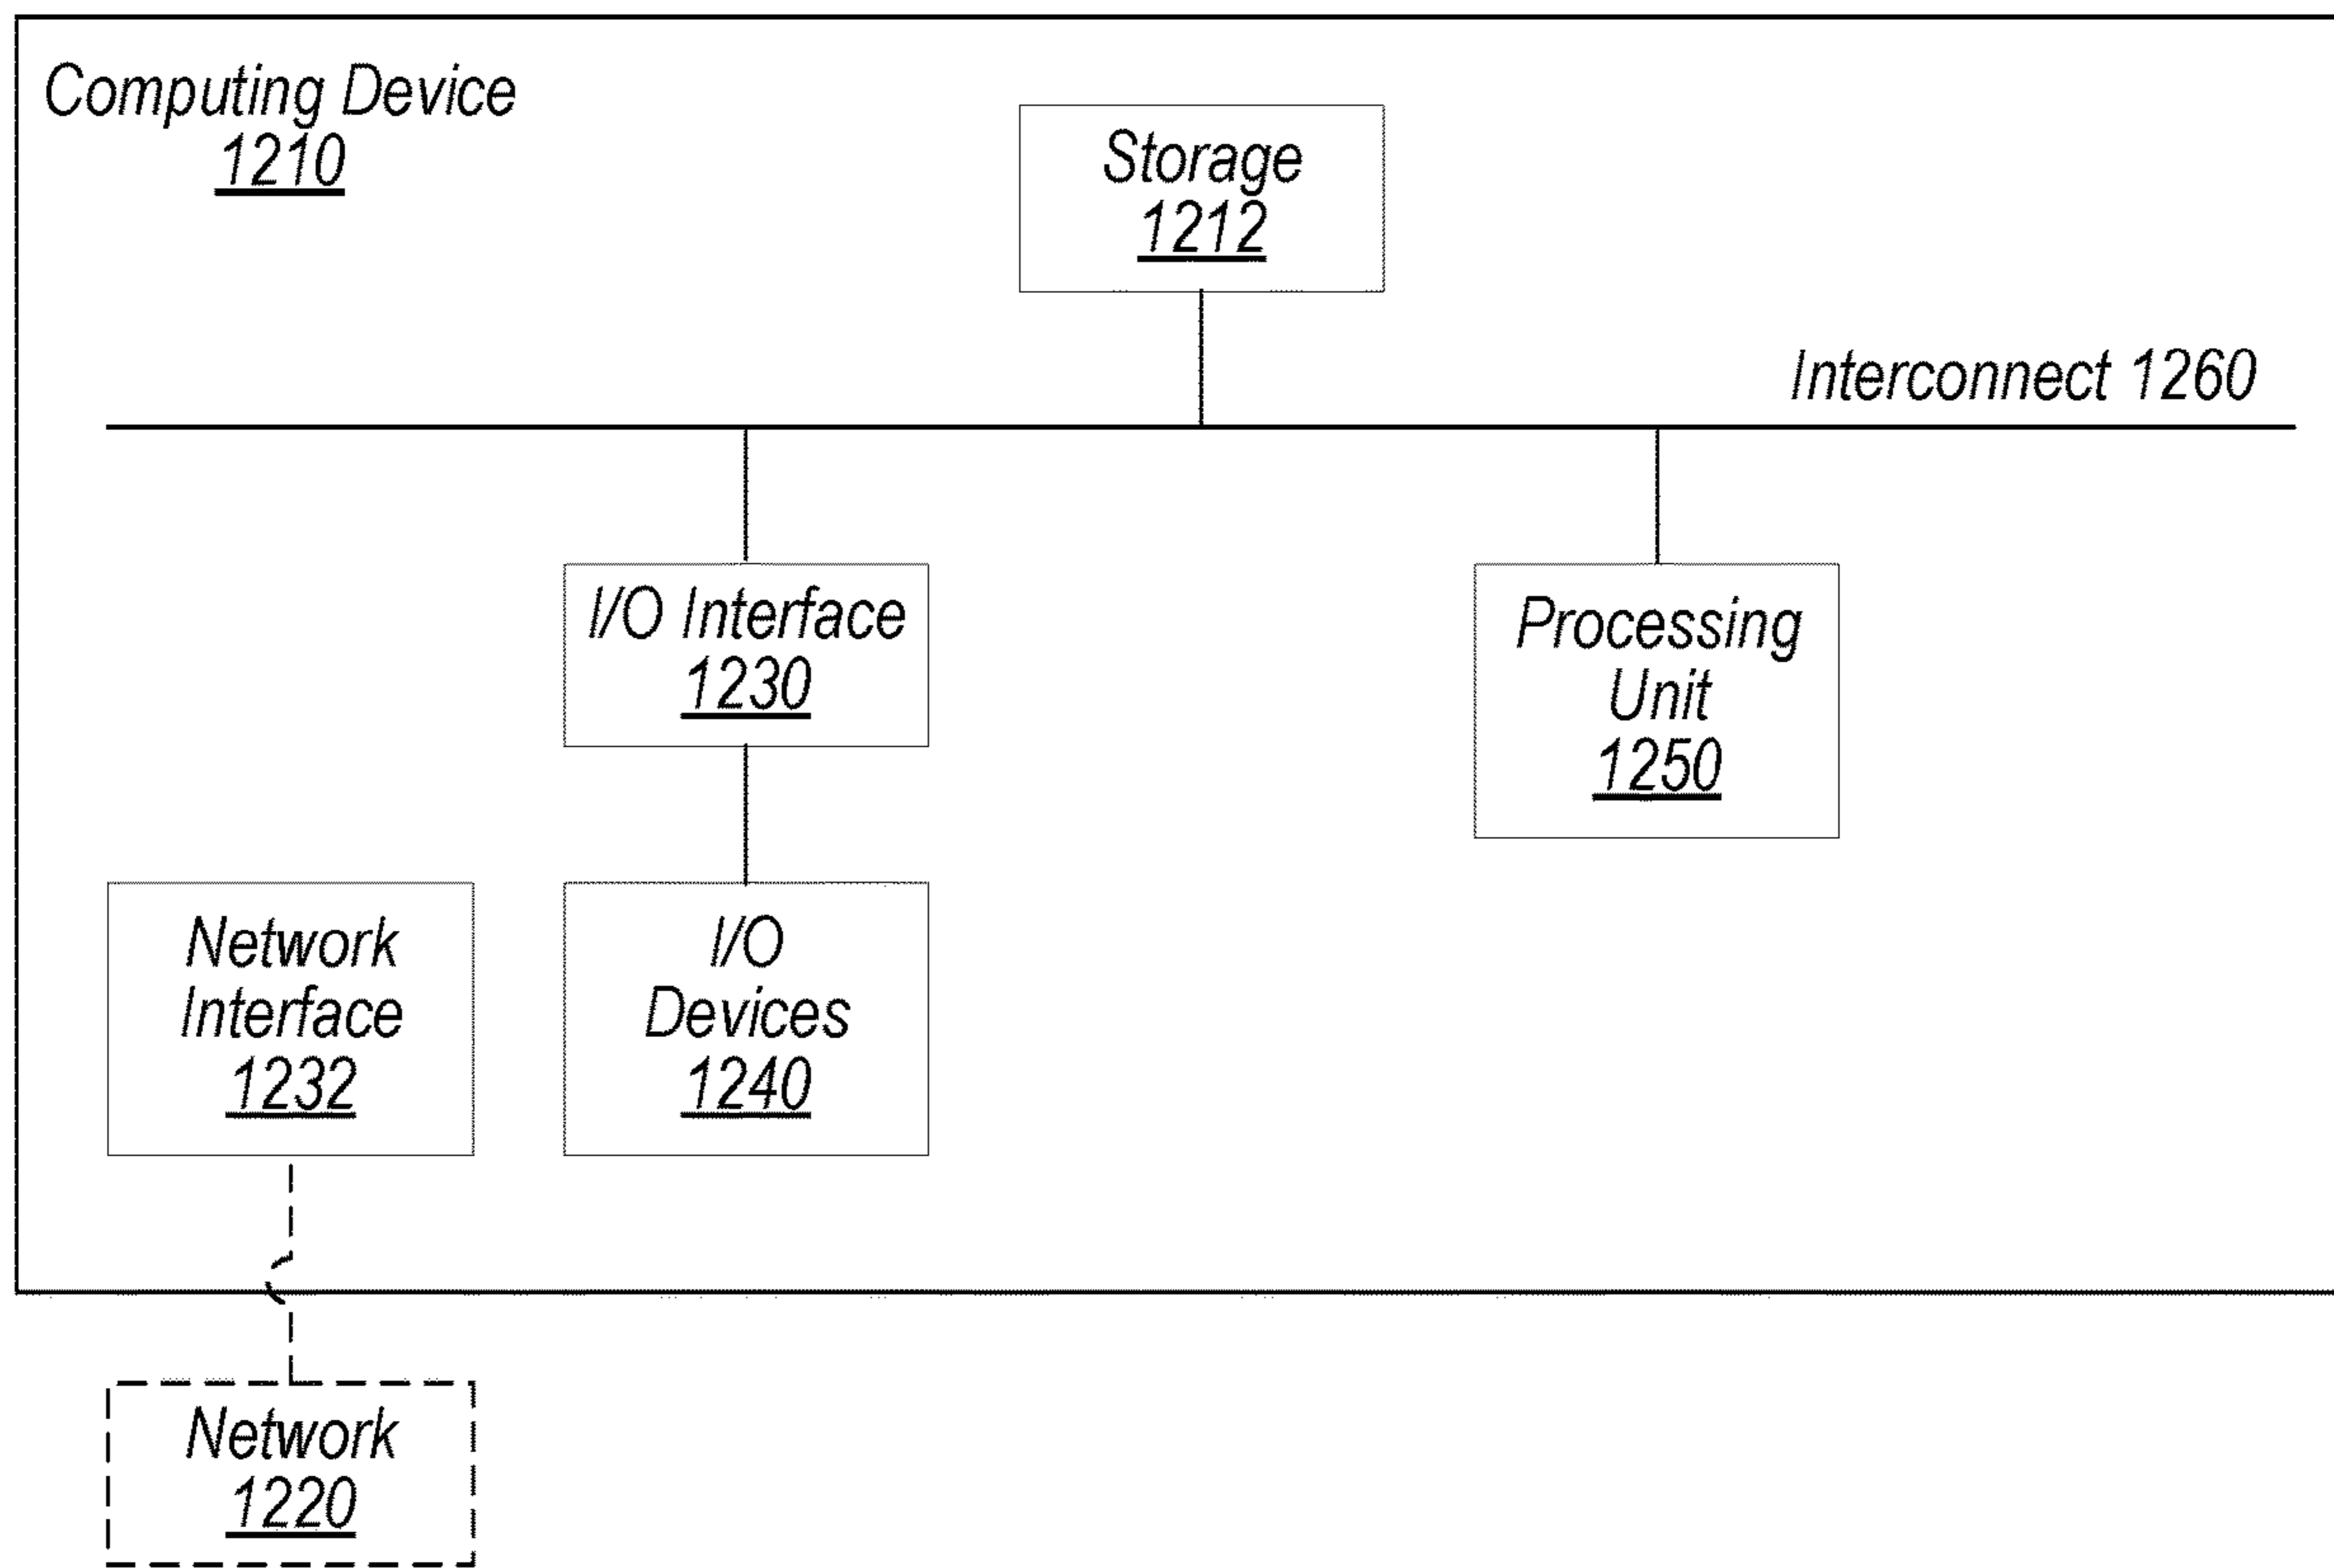 Computing Device
1210
Storage
1212
Interconnect 1260
I/O Interface
1230
Processing
Unit
1250
Network
Interface
1232
I/O
Devices
1240
Network
1220